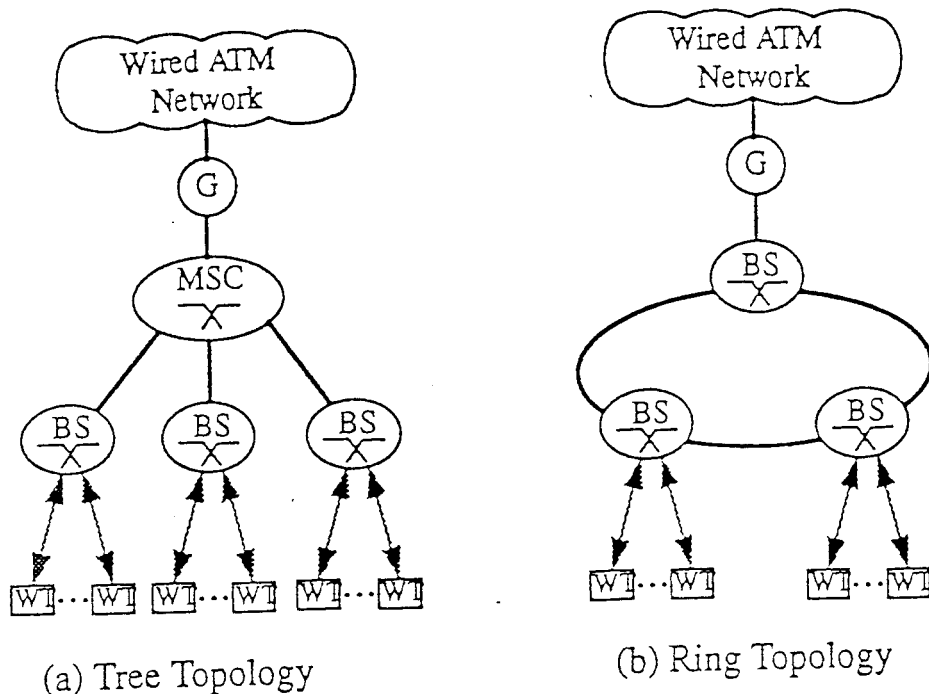 Wired ATM
Network
G
MSC
BS
BS
BS
WT
...
WT
WT
...
WT
WT
...
WT
(a) Tree Topology
Wired ATM
Network
G
BS
BS
BS
WT
...
WT
WT
...
WT
(b) Ring Topology